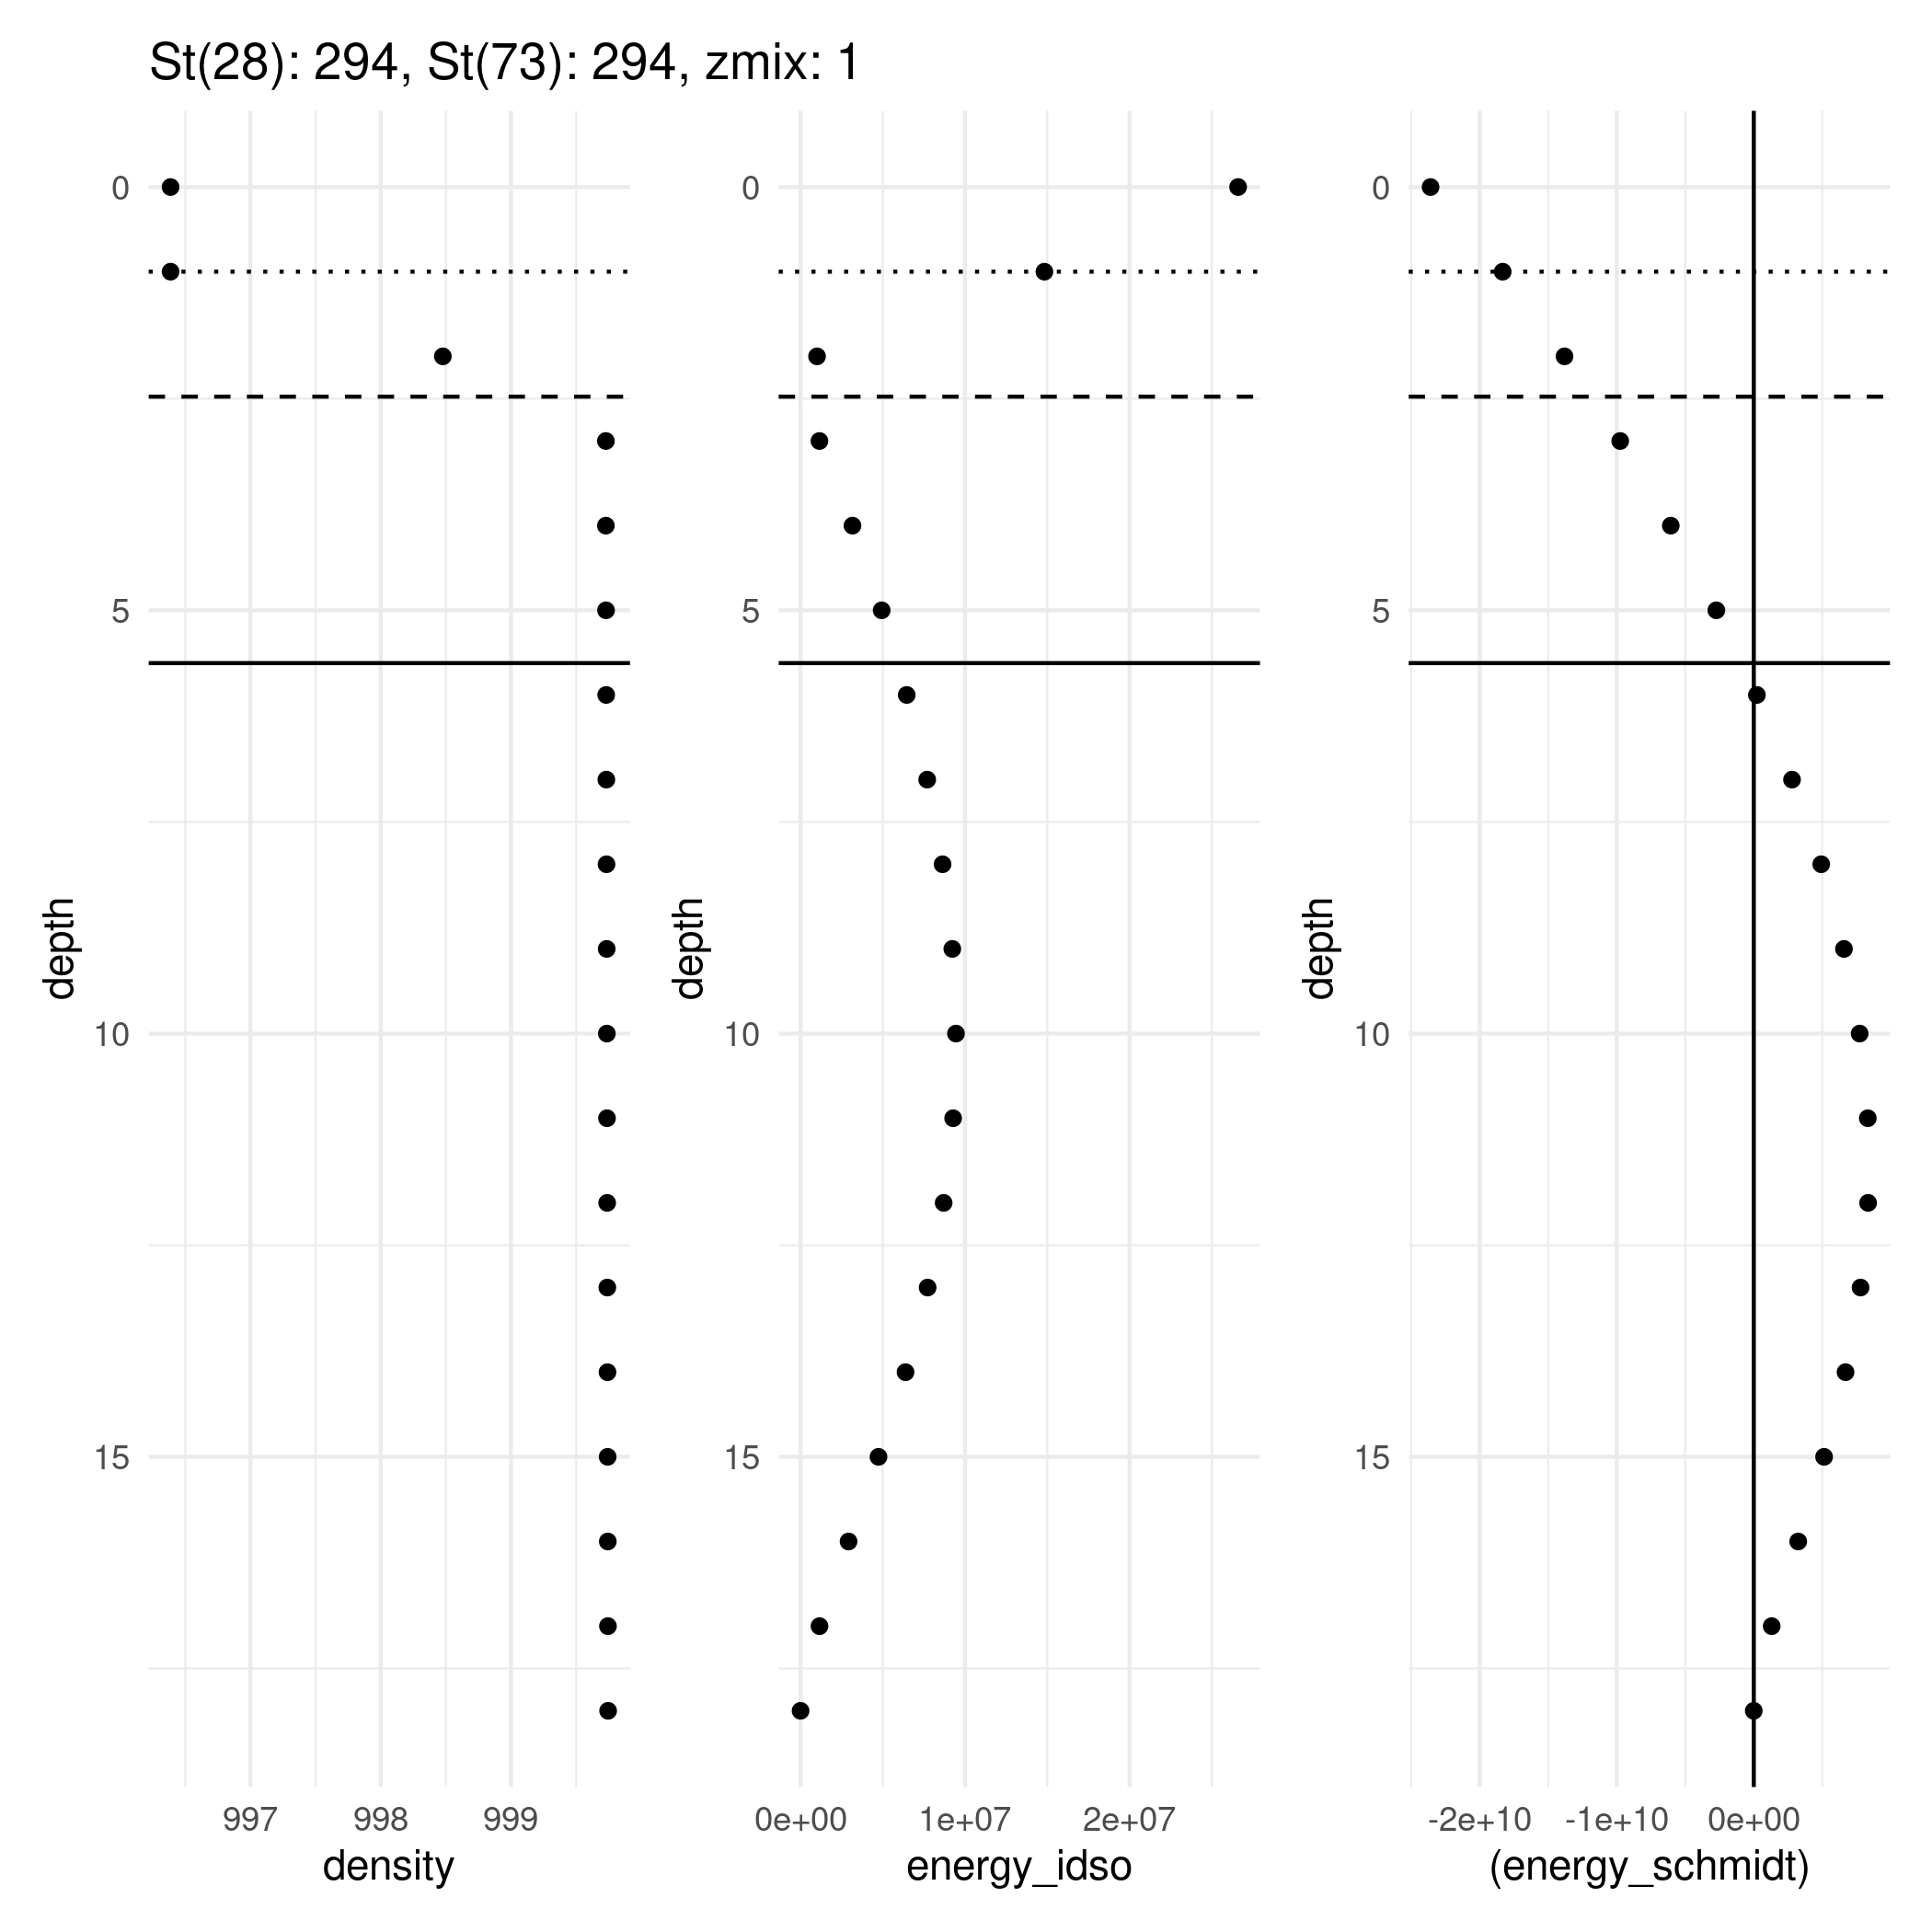 St(28): 294, St(73): 294, zmix: 1
0
5
10
15
depth
997 998 999
density
0
5
10
15
depth
0e+00 1e+07 2e+07
energy_idso
0
5
10
15
depth
-2e+10 -1e+10 0e+00
(energy_schmidt)